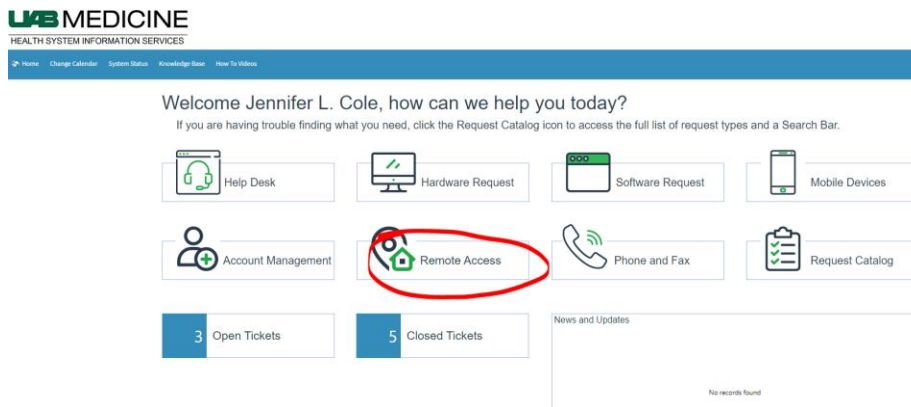 UAB MEDICINE
HEALTH SYSTEM INFORMATION SERVICES
Home Change Calendar System Status Knowledge Base How To Videos
Welcome Jennifer L. Cole, how can we help you today?
If you are having trouble finding what you need, click the Request Catalog icon to access the full list of request types and a Search Bar.
Help Desk Hardware Request Software Request Mobile Devices
Account Management Remote Access Phone and Fax Request Catalog
3 Open Tickets 5 Closed Tickets
News and Updates
No records found